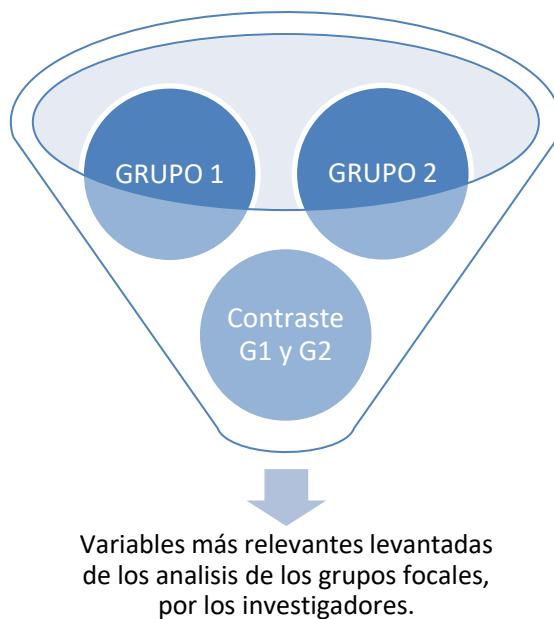 GRUPO 1
GRUPO 2
Contraste
G1 y G2
Variables más relevantes levantadas
de los analisis de los grupos focales,
por los investigadores.